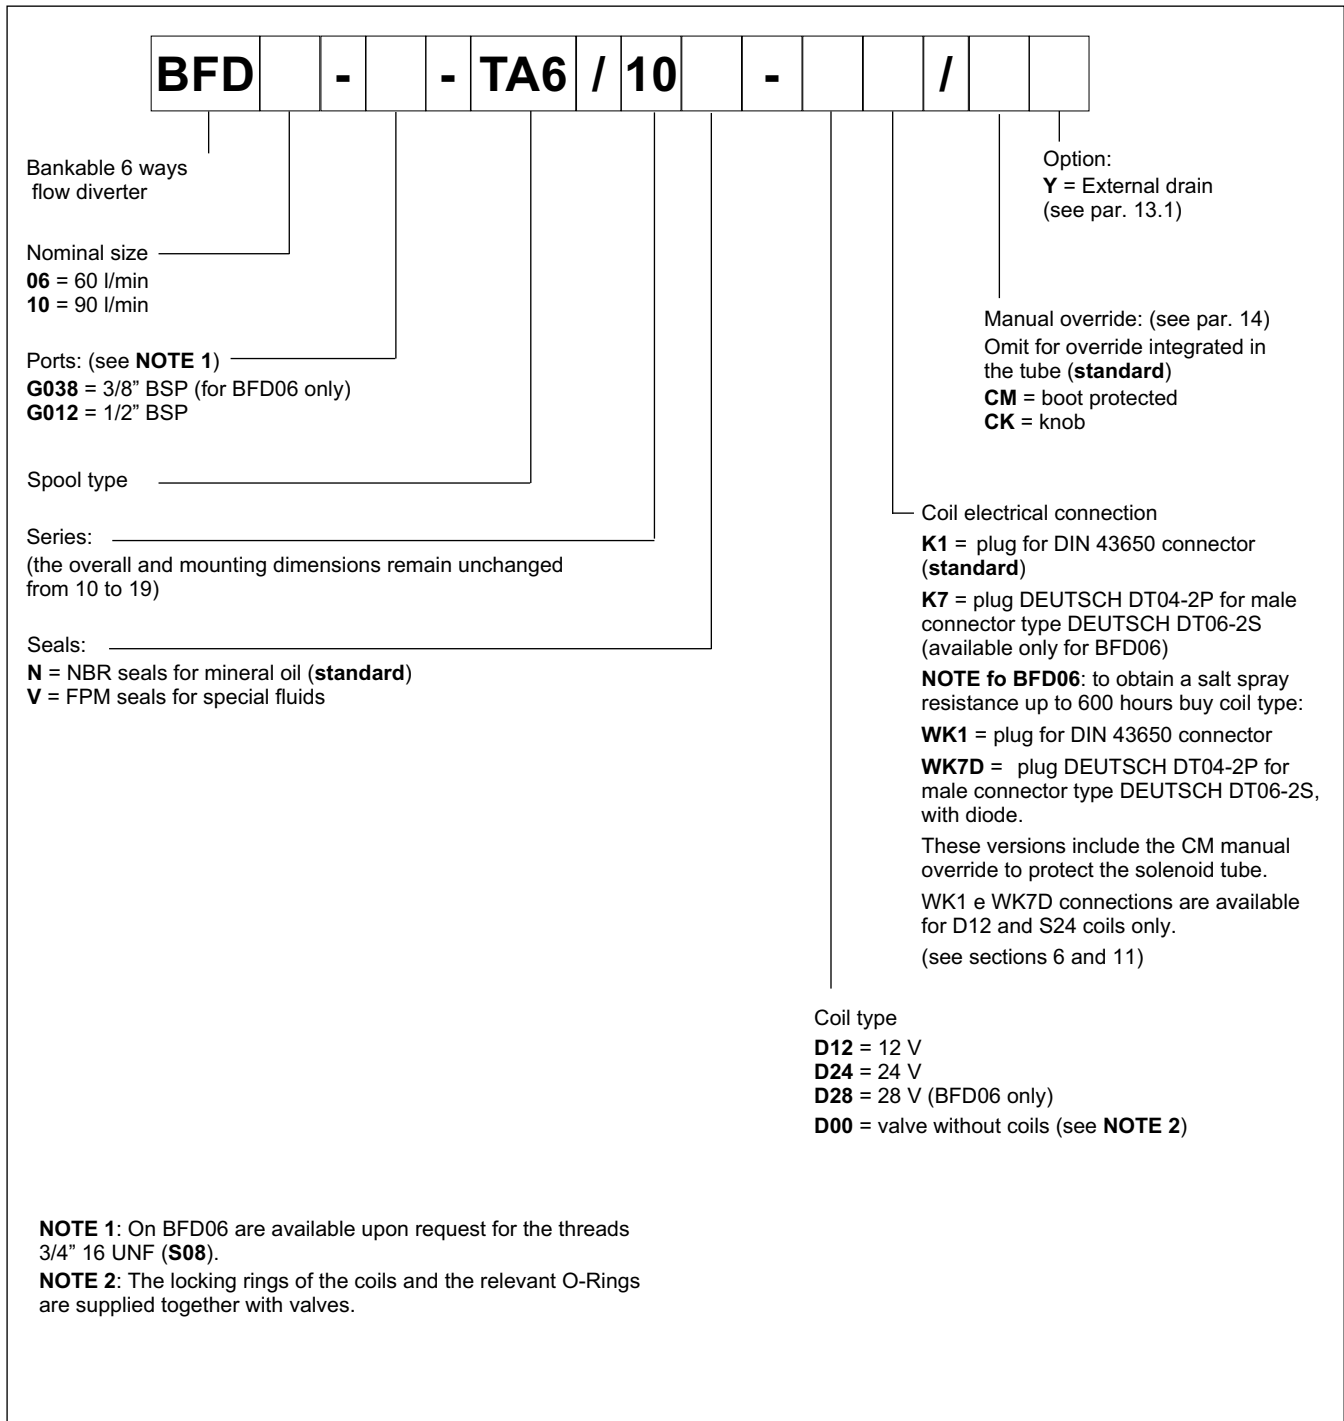 BFD - - TA6 / 10 - /
Bankable 6 ways
flow diverter
Nominal size
06 = 60 l/min
10 = 90 l/min
Ports: (see NOTE 1)
G038 = 3/8” BSP (for BFD06 only)
G012 = 1/2” BSP
Spool type
Series:
(the overall and mounting dimensions remain unchanged
from 10 to 19)
Seals:
N = NBR seals for mineral oil (standard)
V = FPM seals for special fluids
Option:
Y = External drain
(see par. 13.1)
Manual override: (see par. 14)
Omit for override integrated in
the tube (standard)
CM = boot protected
CK = knob
Coil electrical connection
K1 = plug for DIN 43650 connector
(standard)
K7 = plug DEUTSCH DT04-2P for male
connector type DEUTSCH DT06-2S
(available only for BFD06)
NOTE fo BFD06: to obtain a salt spray
resistance up to 600 hours buy coil type:
WK1 = plug for DIN 43650 connector
WK7D = plug DEUTSCH DT04-2P for
male connector type DEUTSCH DT06-2S,
with diode.
These versions include the CM manual
override to protect the solenoid tube.
WK1 e WK7D connections are available
for D12 and S24 coils only.
(see sections 6 and 11)
Coil type
D12 = 12 V
D24 = 24 V
D28 = 28 V (BFD06 only)
D00 = valve without coils (see NOTE 2)
NOTE 1: On BFD06 are available upon request for the threads
3/4” 16 UNF (S08).
NOTE 2: The locking rings of the coils and the relevant O-Rings
are supplied together with valves.